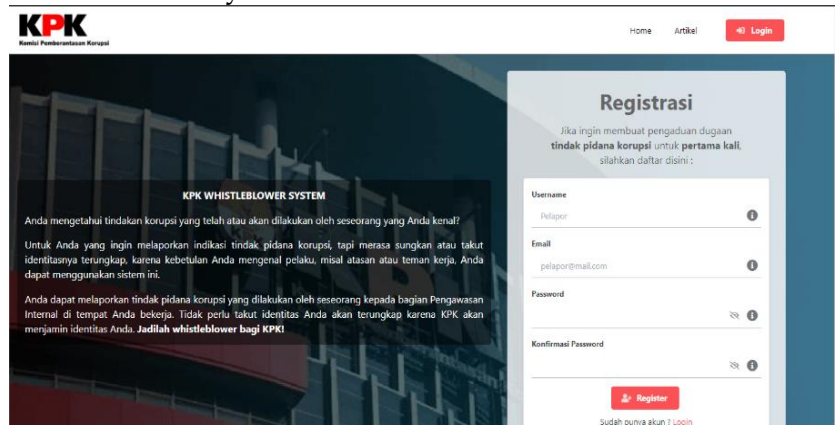 KPK
Komisi Pemberantasan Korupsi
Home Artikel Login
Registrasi
Jika ingin membuat pengaduan dugaan
tindak pidana korupsi untuk pertama kali,
silahkan daftar disini :
KPK WHISTLEBLOWER SYSTEM
Anda mengetahui tindakan korupsi yang telah atau akan dilakukan oleh seseorang yang Anda kenal?
Untuk Anda yang ingin melaporkan indikasi tindak pidana korupsi, tapi merasa sungkan atau takut
identitasnya terungkap, karena kebetulan Anda mengenal pelaku, misal atasan atau teman kerja, Anda
dapat menggunakan sistem ini.
Anda dapat melaporkan tindak pidana korupsi yang dilakukan oleh seseorang kepada bagian Pengawasan
Internal di tempat Anda bekerja. Tidak perlu takut identitas Anda akan terungkap karena KPK akan
menjamin identitas Anda. Jadilah whistleblower bagi KPK!
Username
Pelapor
Email
pelapor@mail.com
Password
Konfirmasi Password
Register
Sudah punya akun ? Login